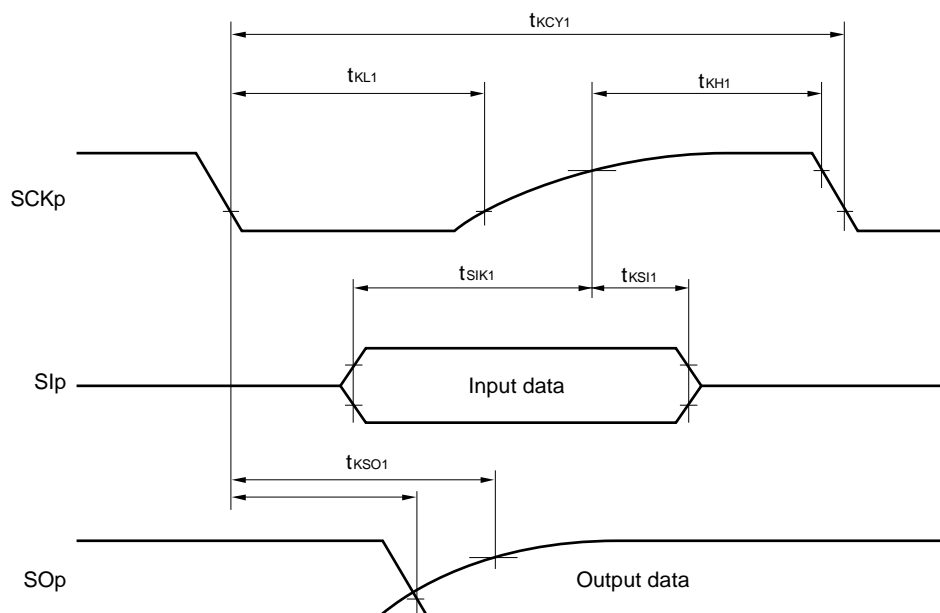 tKCY1
tKL1
tKH1
SCKp
tSIK1
tKSI1
SIp
Input data
tKSO1
SOp
Output data